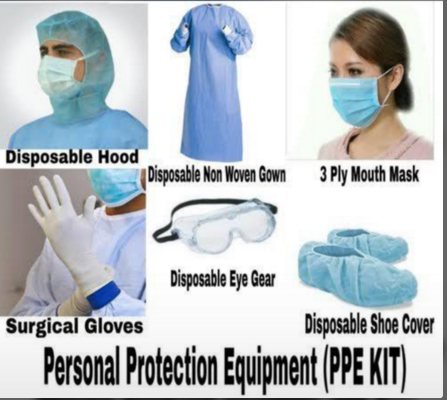 Disposable Hood
Disposable Non Woven Gown
3 Ply Mouth Mask
Surgical Gloves
Disposable Eye Gear
Disposable Shoe Cover
Personal Protection Equipment (PPE KIT)